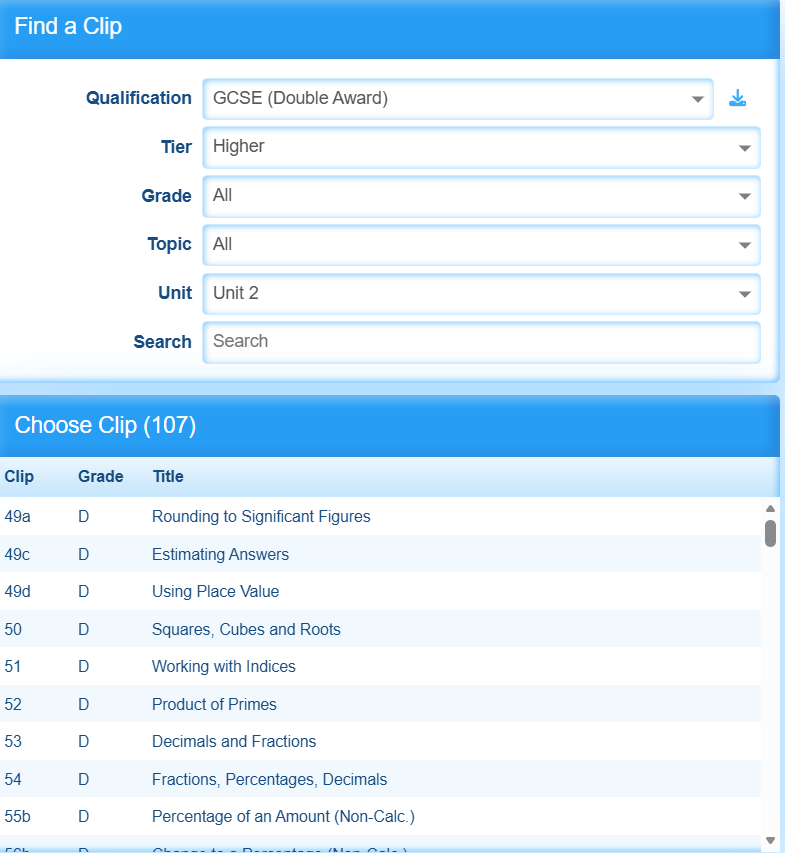 Find a Clip
Qualification GCSE (Double Award)
Tier Higher
Grade All
Topic All
Unit Unit 2
Search Search
Choose Clip (107)
Clip Grade Title
49a D Rounding to Significant Figures
49c D Estimating Answers
49d D Using Place Value
50 D Squares, Cubes and Roots
51 D Working with Indices
52 D Product of Primes
53 D Decimals and Fractions
54 D Fractions, Percentages, Decimals
55b D Percentage of an Amount (Non-Calc.)
56b D Change to a Percentage (Non-Calc.)